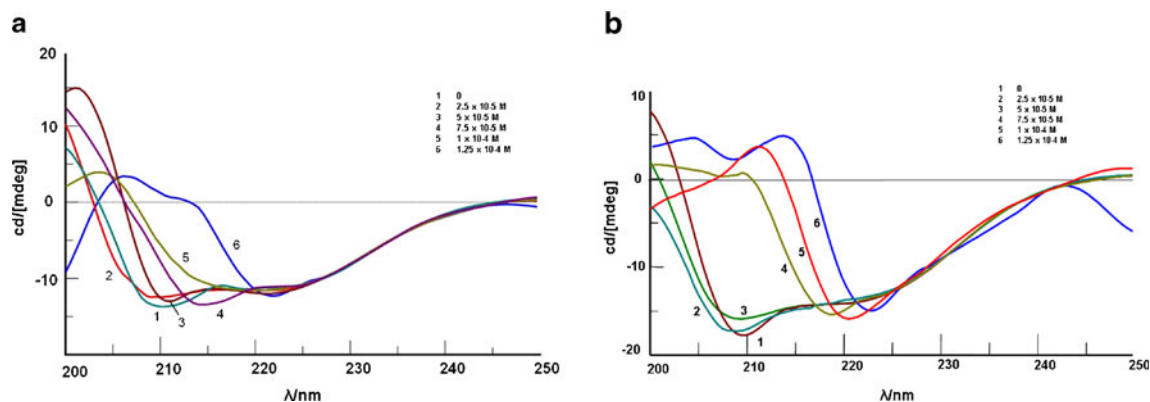 a
20
10
0
-10
cd/[mdeg]
1 0
2 2.5 x 10-5 M
3 5 x 10-5 M
4 7.5 x 10-5 M
5 1 x 10-4 M
6 1.25 x 10-4 M
6
5
2
1
3
4
200 210 220 230 240 250
λ/nm
b
10
0
-10
-20
cd/[mdeg]
1 0
2 2.5 x 10-5 M
3 5 x 10-5 M
4 7.5 x 10-5 M
5 1 x 10-4 M
6 1.25 x 10-4 M
6
5
4
2
3
1
200 210 220 230 240 250
λ/nm